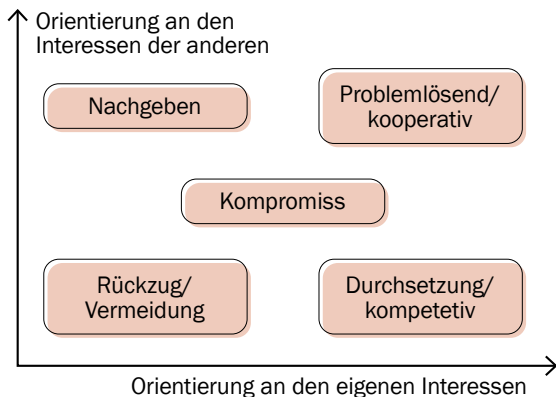 Orientierung an den
Interessen der anderen
Nachgeben
Problemlösend/
kooperativ
Kompromiss
Rückzug/
Vermeidung
Durchsetzung/
kompetetiv
Orientierung an den eigenen Interessen